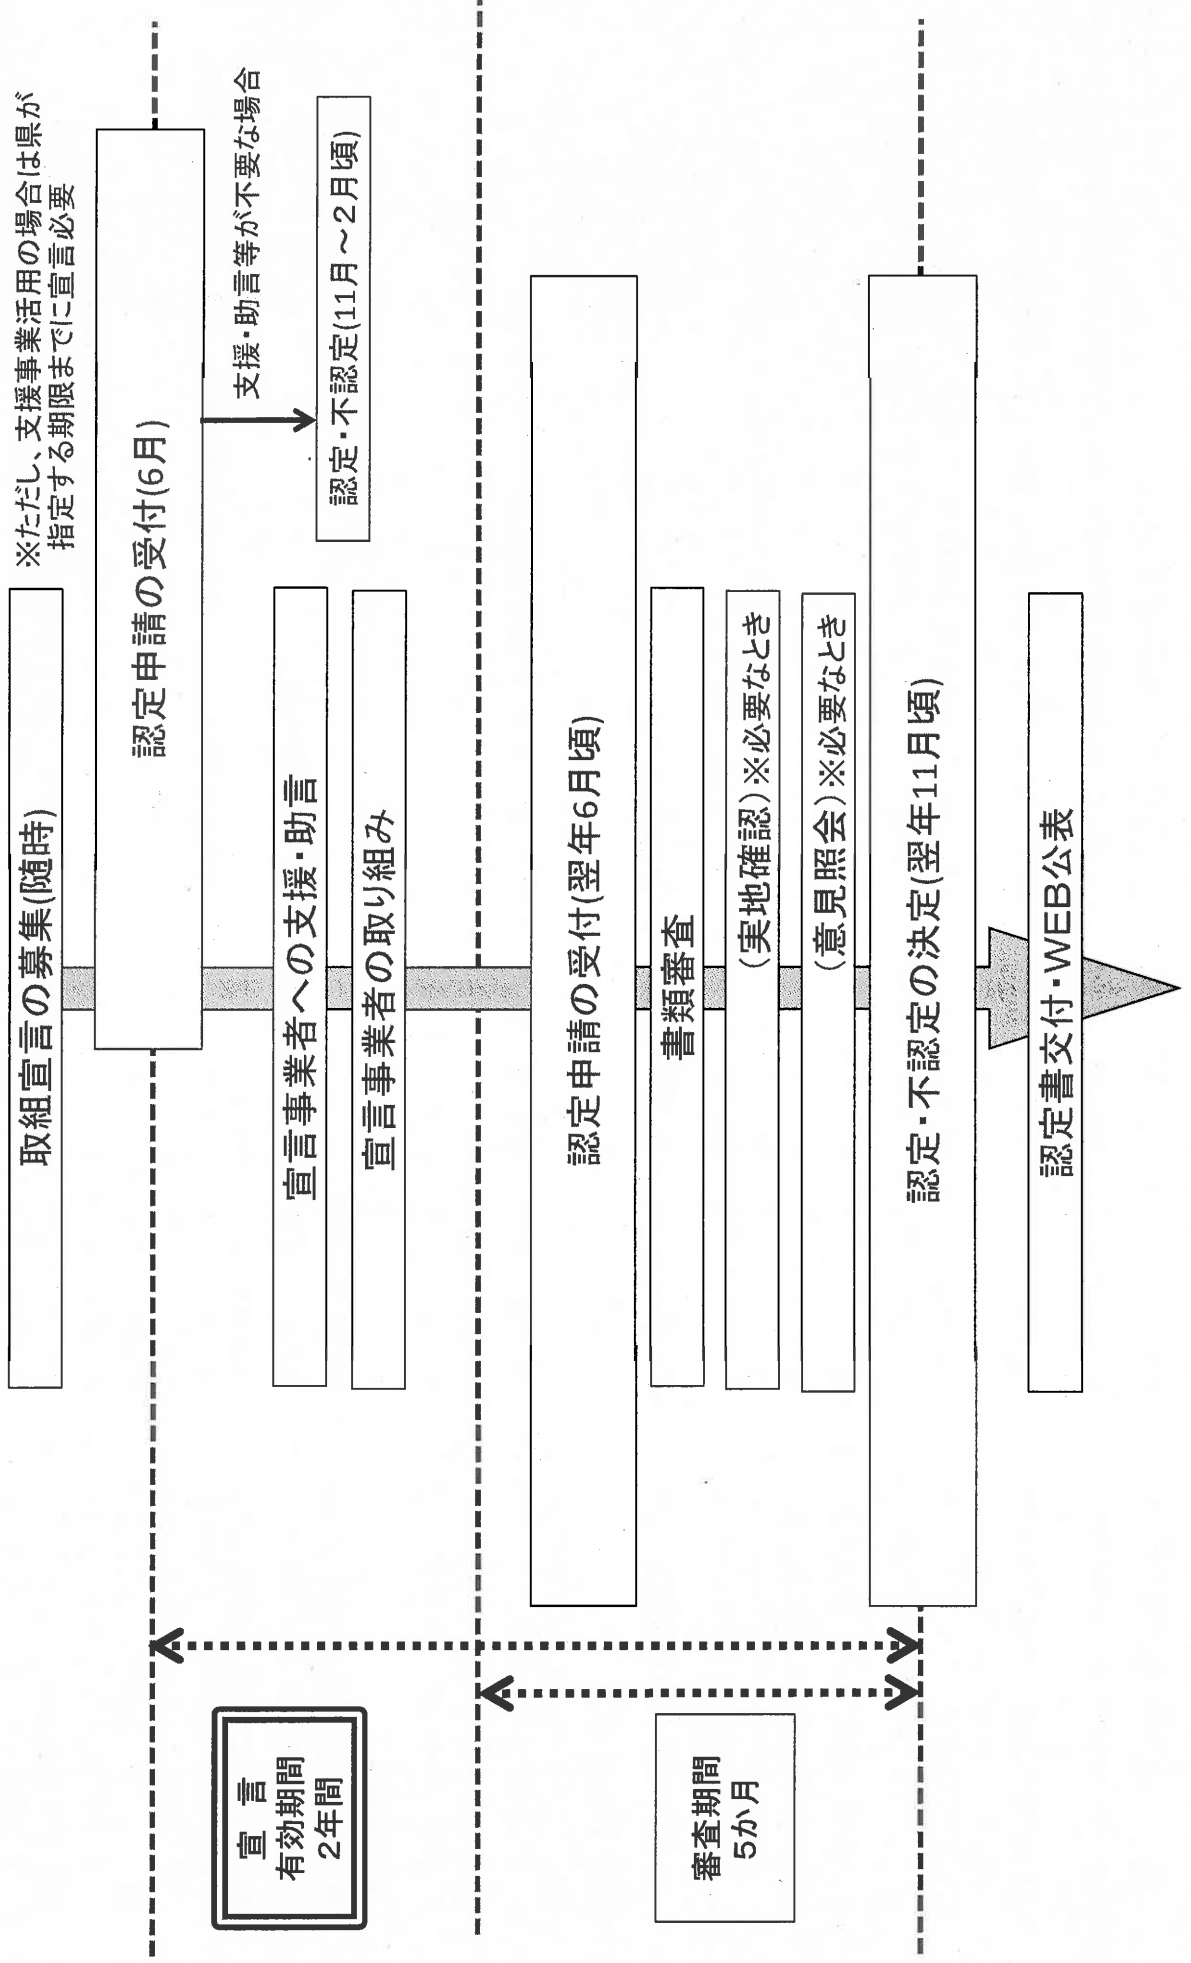 取組宣言の募集(随時)
※ただし、支援事業活用の場合は県が
指定する期限までに宣言必要
認定申請の受付(6月)
支援・助言等が不要な場合
認定・不認定(11月～2月頃)
宣言事業者への支援・助言
宣言事業者の取り組み
宣　言
有効期間
2年間
認定申請の受付(翌年6月頃)
書類審査
（実地確認）※必要なとき
（意見照会）※必要なとき
審査期間
5か月
認定・不認定の決定(翌年11月頃)
認定書交付・WEB公表